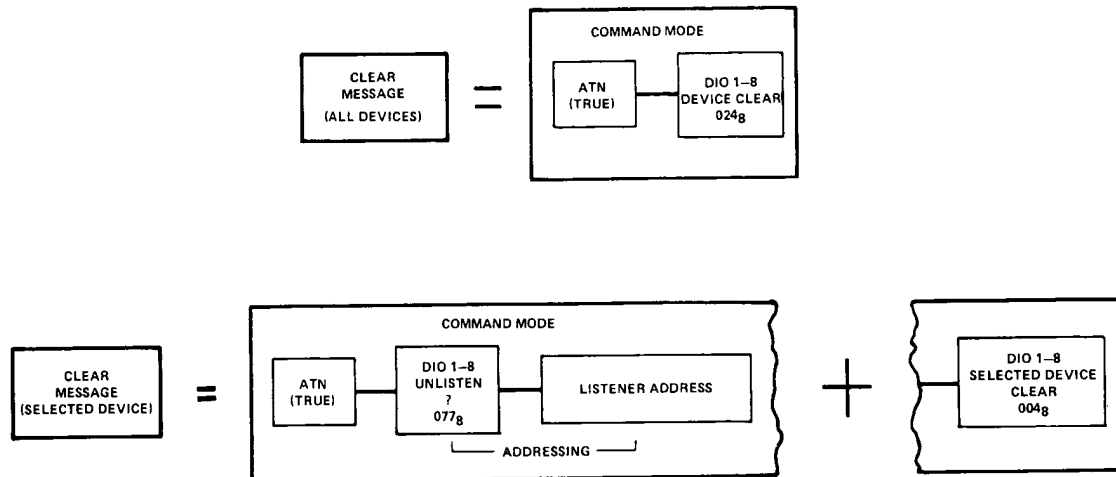 CLEAR
MESSAGE
(ALL DEVICES)
=
COMMAND MODE
ATN
(TRUE)
DIO 1–8
DEVICE CLEAR
024₈
CLEAR
MESSAGE
(SELECTED DEVICE)
=
COMMAND MODE
ATN
(TRUE)
DIO 1–8
UNLISTEN
?
077₈
LISTENER ADDRESS
ADDRESSING
+
DIO 1–8
SELECTED DEVICE
CLEAR
004₈